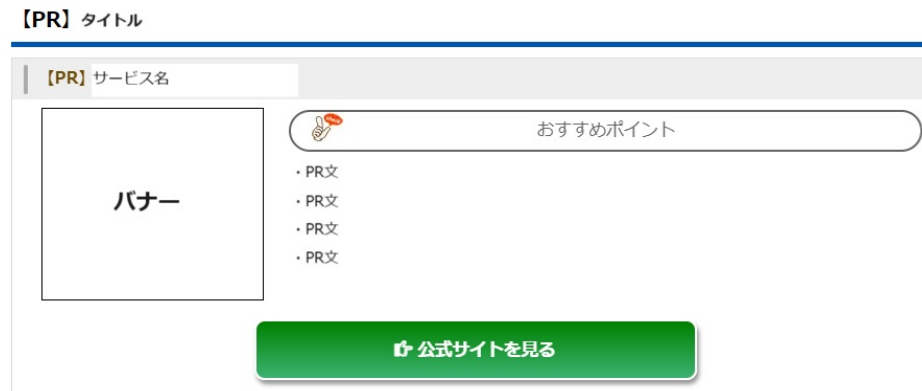 【PR】タイトル
【PR】サービス名
check
おすすめポイント
バナー
・PR文
・PR文
・PR文
・PR文
公式サイトを見る